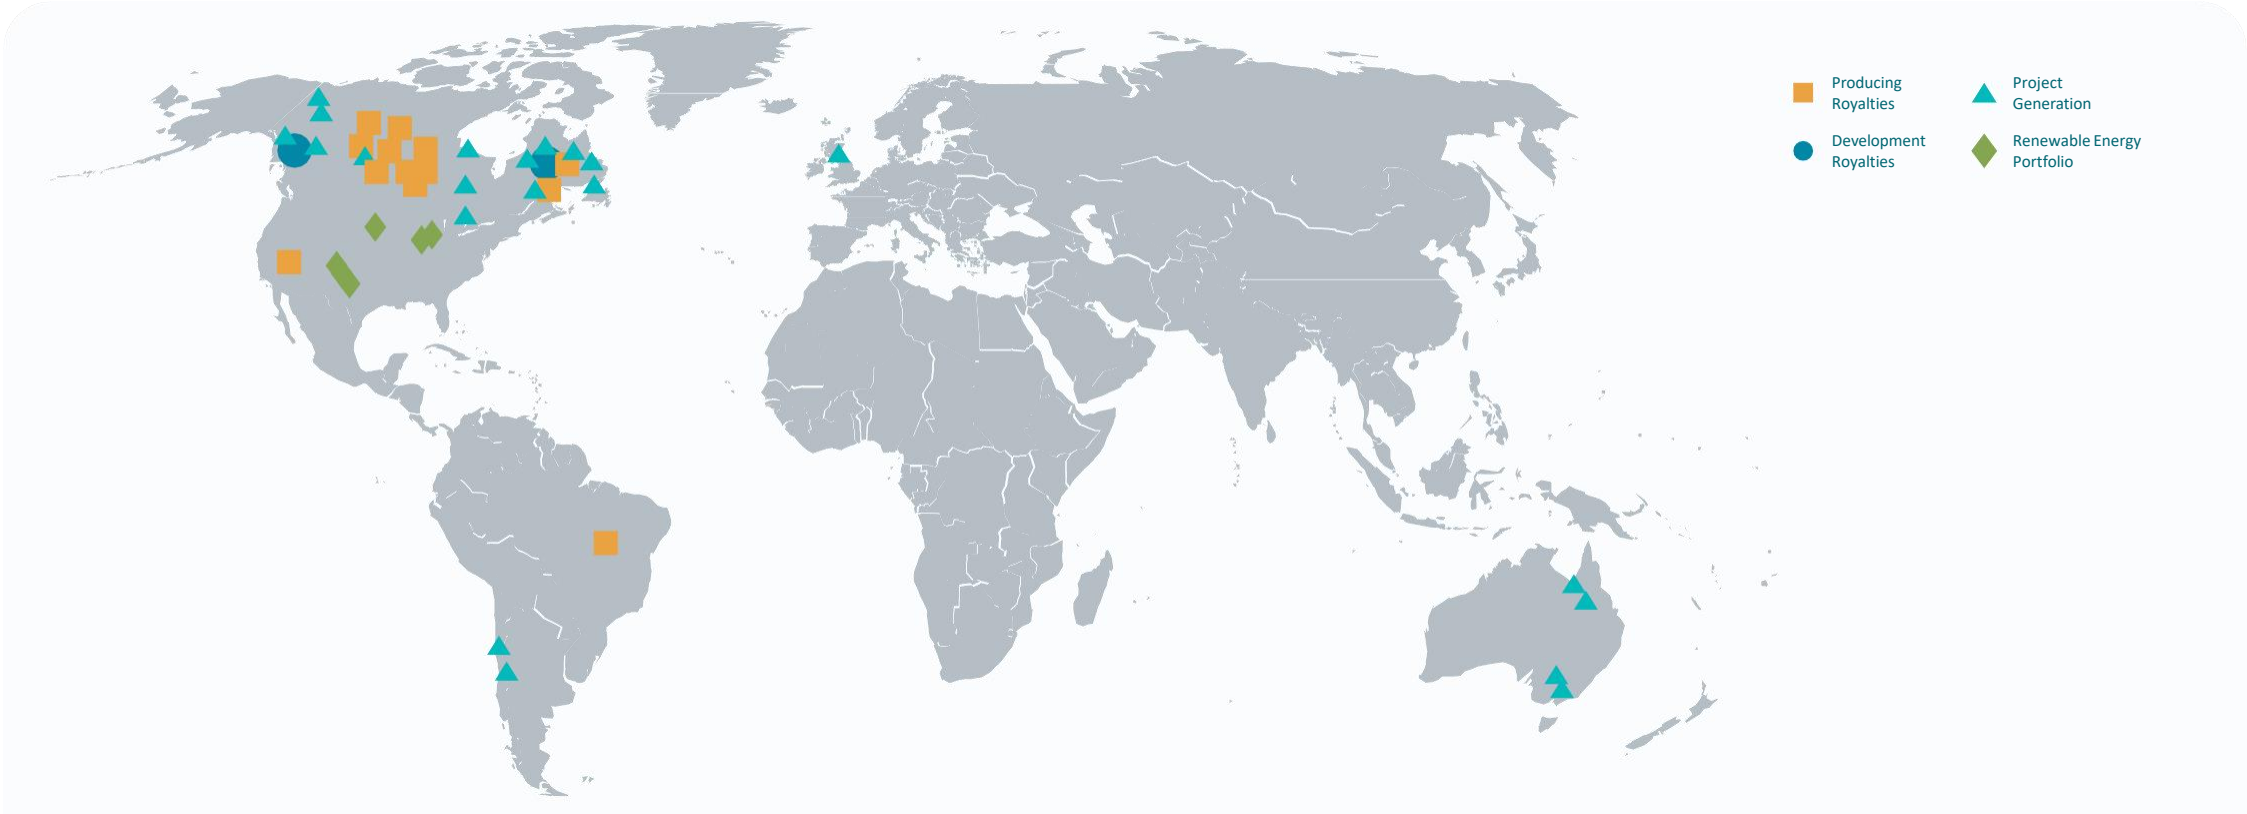 Producing
Royalties
Project
Generation
Development
Royalties
Renewable Energy
Portfolio